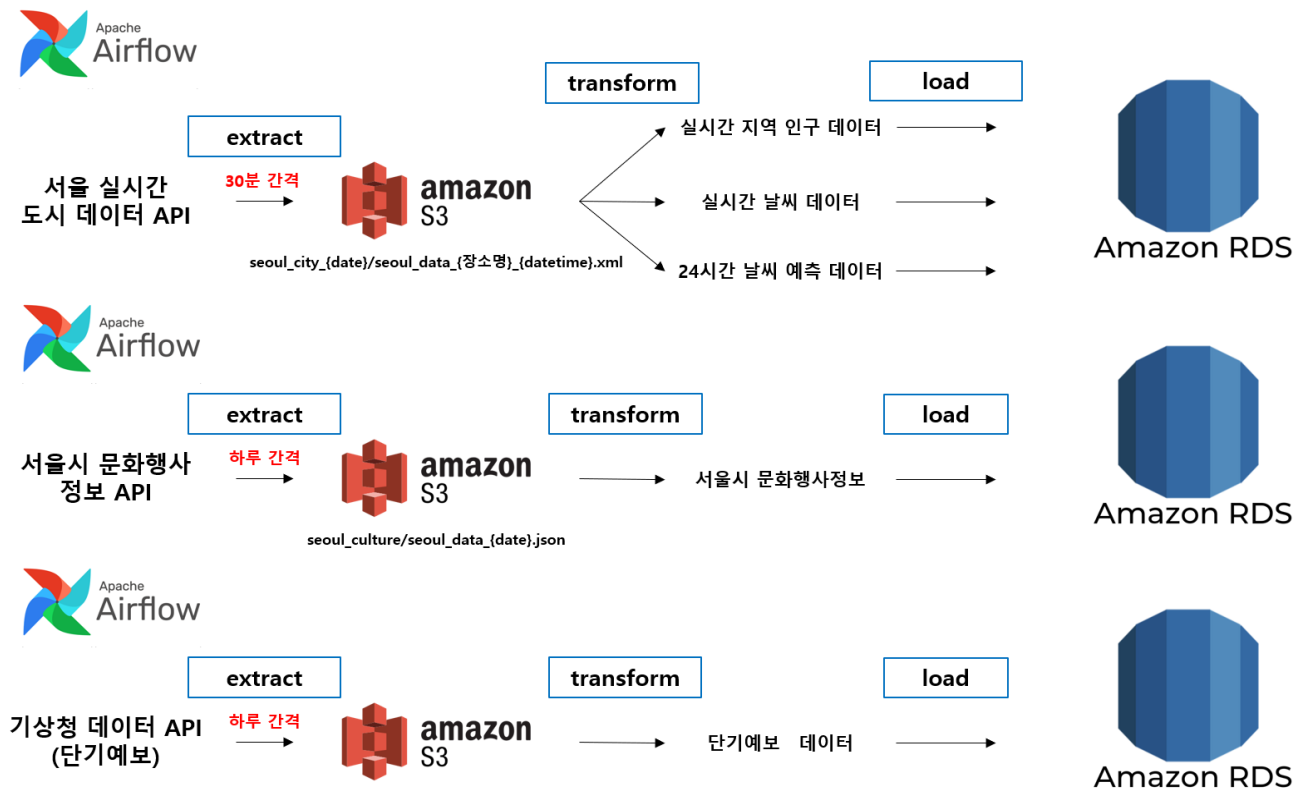 Apache
Airflow
transform
load
extract
실시간 지역 인구 데이터
서울 실시간
도시 데이터 API
30분 간격
amazon
S3
실시간 날씨 데이터
Amazon RDS
seoul_city_{date}/seoul_data_{장소명}_{datetime}.xml
24시간 날씨 예측 데이터
Apache
Airflow
extract
transform
load
서울시 문화행사
정보 API
하루 간격
amazon
S3
서울시 문화행사정보
Amazon RDS
seoul_culture/seoul_data_{date}.json
Apache
Airflow
extract
transform
load
기상청 데이터 API
(단기예보)
하루 간격
amazon
S3
단기예보 데이터
Amazon RDS